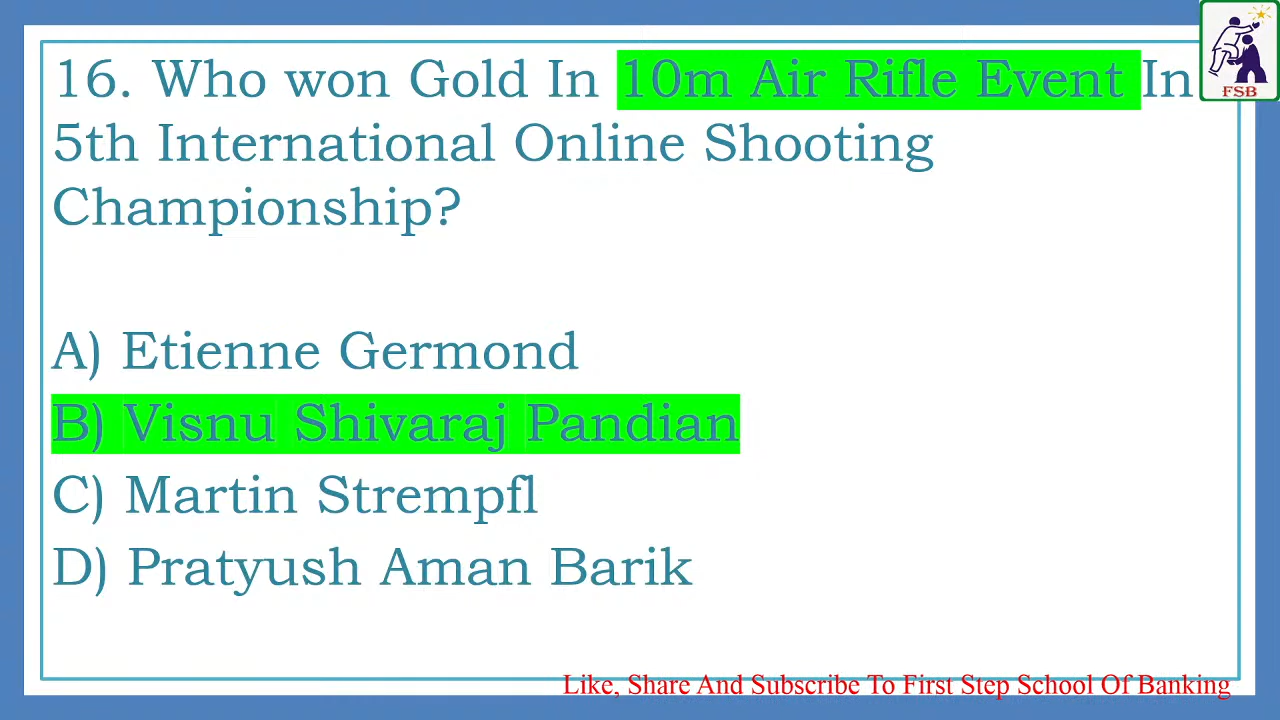 16. Who won Gold In 10m Air Rifle Event In
5th International Online Shooting
Championship?
A) Etienne Germond
B) Visnu Shivaraj Pandian
C) Martin Strempfl
D) Pratyush Aman Barik
Like, Share And Subscribe To First Step School Of Banking
FSB